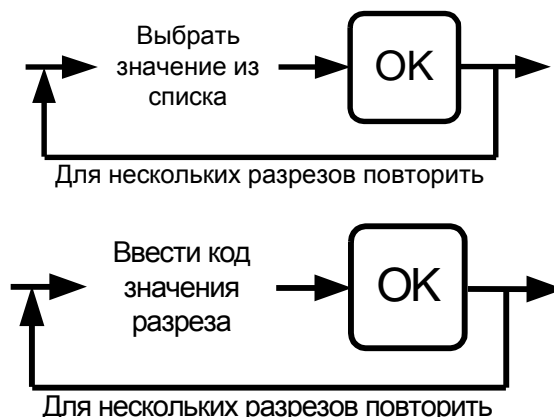 Выбрать
значение из
списка
OK
Для нескольких разрезов повторить
Ввести код
значения
разреза
OK
Для нескольких разрезов повторить